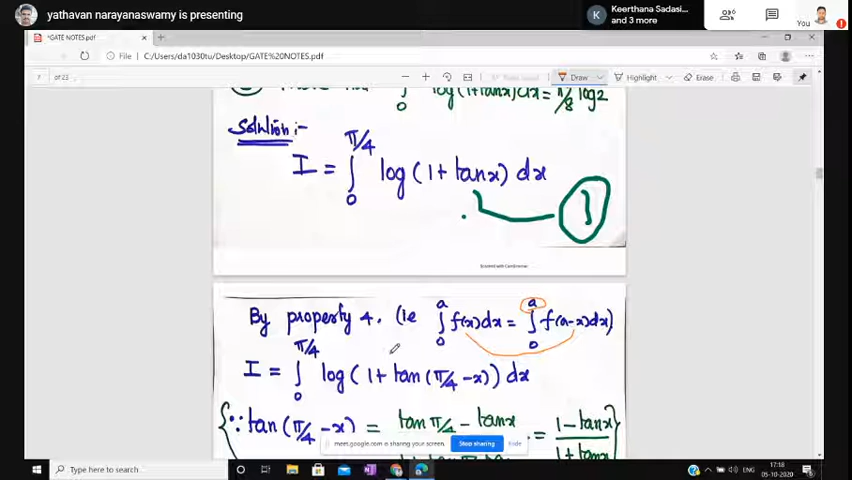 yathavan narayanaswamy is presenting
Keerthana Sadasi...
and 3 more
You
*GATE NOTES.pdf
File C:/Users/da1030tu/Desktop/GATE%20NOTES.pdf
7 of 23
Draw Highlight Erase
∫₀ log(1+tanx)dx = π/8 log2
Solution:-
I = ∫₀^(π/4) log(1+tanx) dx
1
By property 4. (ie ∫₀^a f(x)dx = ∫₀^a f(a-x)dx)
I = ∫₀^(π/4) log(1+tan(π/4-x)) dx
{∵ tan(π/4-x) = tan π/4 - tanx = 1-tanx / 1+tanx }
meet.google.com is sharing your screen. Stop sharing Hide
Type here to search
17:18
05-10-2020